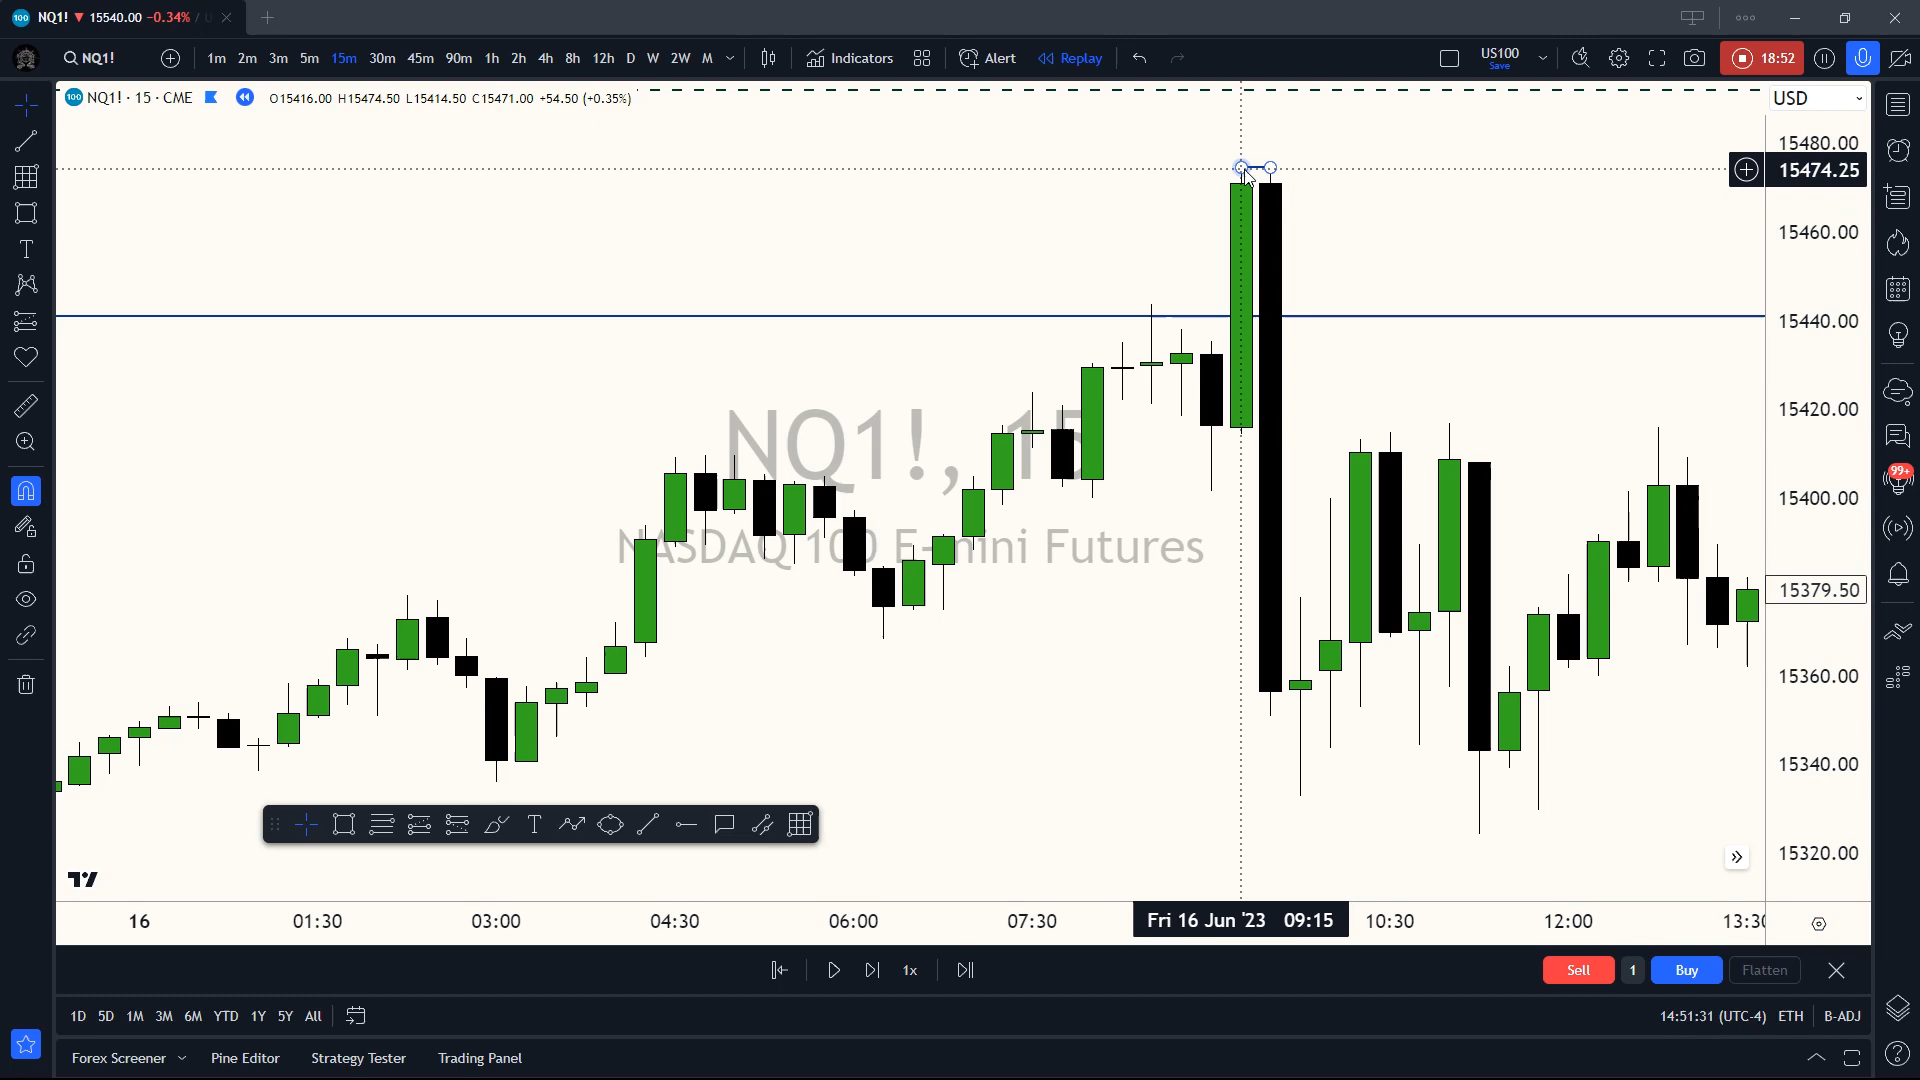 100 NQ1! ▼ 15540.00 −0.34% / U
NQ1! 1m 2m 3m 5m 15m 30m 45m 90m 1h 2h 4h 8h 12h D W 2W M Indicators Alert Replay US100 Save 18:52
100 NQ1! · 15 · CME O15416.00 H15474.50 L15414.50 C15471.00 +54.50 (+0.35%) USD
15480.00
15474.25
15460.00
15440.00
15420.00
15400.00
15379.50
15360.00
15340.00
15320.00
NQ1!, 15
NASDAQ 100 E-mini Futures
99+
16 01:30 03:00 04:30 06:00 07:30 Fri 16 Jun '23 09:15 10:30 12:00 13:30
1x Sell 1 Buy Flatten
1D 5D 1M 3M 6M YTD 1Y 5Y All 14:51:31 (UTC-4) ETH B-ADJ
Forex Screener Pine Editor Strategy Tester Trading Panel